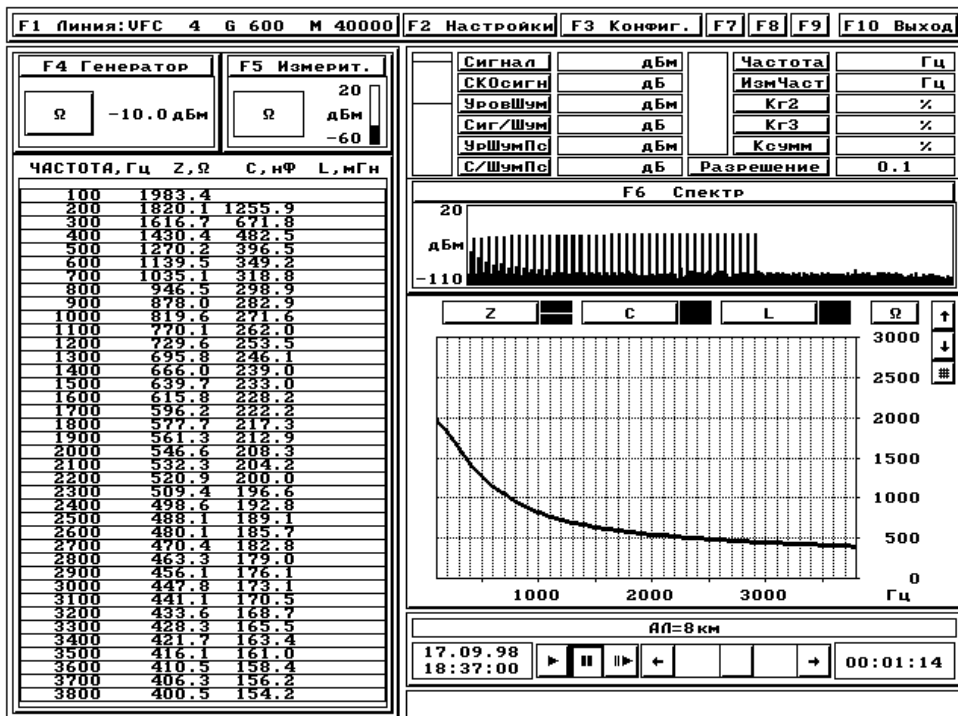 F1 Линия:VFC 4 G 600 M 40000 F2 Настройки F3 Конфиг. F7 F8 F9 F10 Выход
F4 Генератор
Ω -10.0 дБм
F5 Измерит.
Ω 20 дБм -60
ЧАСТОТА,Гц Z,Ω C,нФ L,мГн
100 1983.4
200 1820.1 1255.9
300 1616.7 671.8
400 1430.4 482.5
500 1270.2 396.5
600 1139.5 349.2
700 1035.1 318.8
800 946.5 298.9
900 878.0 282.9
1000 819.6 271.6
1100 770.1 262.0
1200 729.6 253.5
1300 695.8 246.1
1400 666.0 239.0
1500 639.7 233.0
1600 615.8 228.2
1700 596.2 222.2
1800 577.7 217.3
1900 561.3 212.9
2000 546.6 208.3
2100 532.3 204.2
2200 520.9 200.0
2300 509.4 196.6
2400 498.6 192.8
2500 488.1 189.1
2600 480.1 185.7
2700 470.4 182.8
2800 463.3 179.0
2900 456.1 176.1
3000 447.8 173.1
3100 441.1 170.5
3200 433.6 168.7
3300 428.3 165.5
3400 421.7 163.4
3500 416.1 161.0
3600 410.5 158.4
3700 406.3 156.2
3800 400.5 154.2
Сигнал дБм Частота Гц
СКОсигн дБ ИзмЧаст Гц
УровШум дБм Кг2 %
Сиг/Шум дБ Кг3 %
УрШумПс дБм Ксумм %
С/ШумПс дБ Разрешение 0.1
F6 Спектр
20
дБм
-110
Z C L Ω ↑
↓
#
3000
2500
2000
1500
1000
500
0
1000 2000 3000 Гц
АЛ=8км
17.09.98
18:37:00
00:01:14